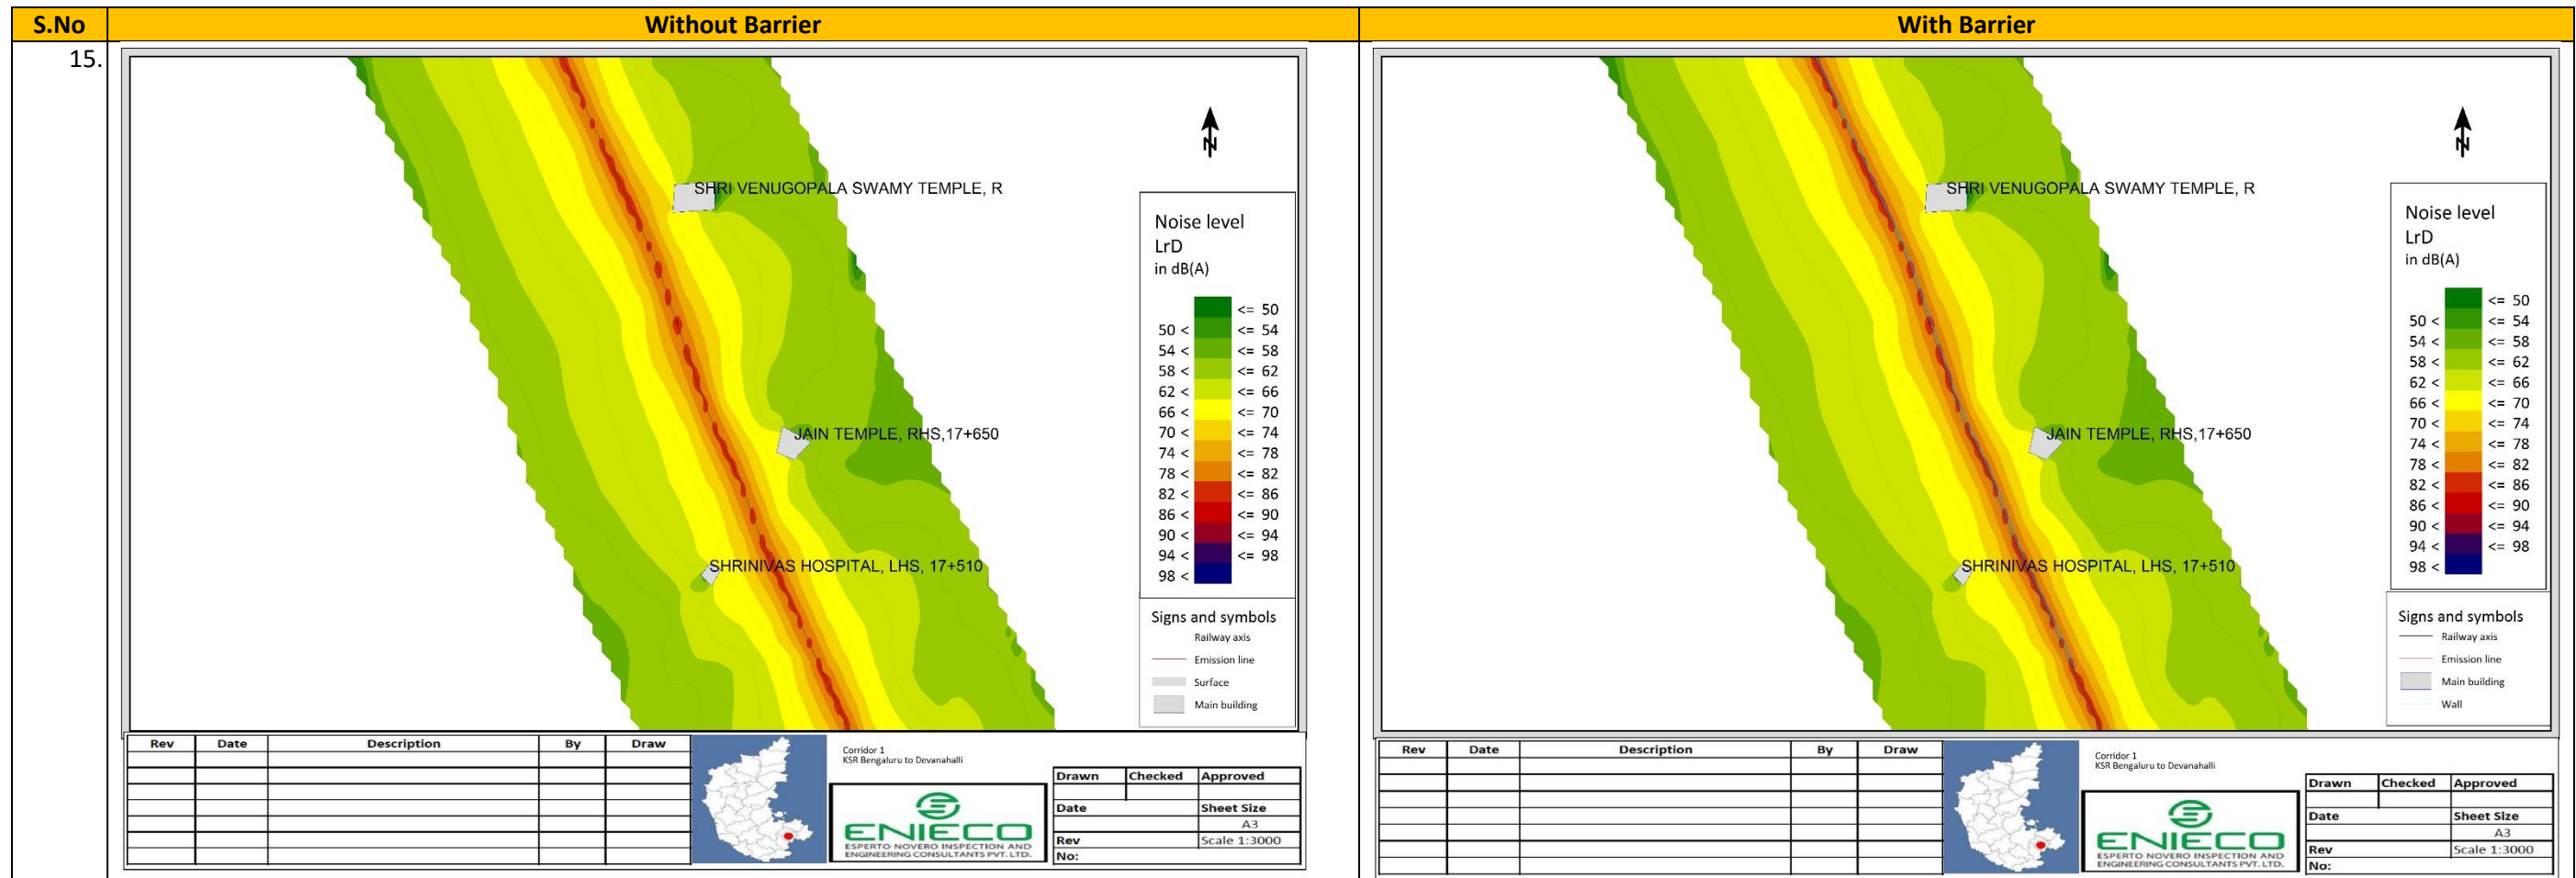 S.No Without Barrier With Barrier
15.
SHRI VENUGOPALA SWAMY TEMPLE, R
JAIN TEMPLE, RHS,17+650
SHRINIVAS HOSPITAL, LHS, 17+510
N
Noise level
LrD
in dB(A)
<= 50
50 < <= 54
54 < <= 58
58 < <= 62
62 < <= 66
66 < <= 70
70 < <= 74
74 < <= 78
78 < <= 82
82 < <= 86
86 < <= 90
90 < <= 94
94 < <= 98
98 <
Signs and symbols
Railway axis
Emission line
Surface
Main building
Rev Date Description By Draw
Corridor 1
KSR Bengaluru to Devanahalli
ENIECO
ESPERTO NOVERO INSPECTION AND
ENGINEERING CONSULTANTS PVT. LTD.
Drawn Checked Approved
Date Sheet Size
A3
Rev Scale 1:3000
No:
SHRI VENUGOPALA SWAMY TEMPLE, R
JAIN TEMPLE, RHS,17+650
SHRINIVAS HOSPITAL, LHS, 17+510
N
Noise level
LrD
in dB(A)
<= 50
50 < <= 54
54 < <= 58
58 < <= 62
62 < <= 66
66 < <= 70
70 < <= 74
74 < <= 78
78 < <= 82
82 < <= 86
86 < <= 90
90 < <= 94
94 < <= 98
98 <
Signs and symbols
Railway axis
Emission line
Main building
Wall
Rev Date Description By Draw
Corridor 1
KSR Bengaluru to Devanahalli
ENIECO
ESPERTO NOVERO INSPECTION AND
ENGINEERING CONSULTANTS PVT. LTD.
Drawn Checked Approved
Date Sheet Size
A3
Rev Scale 1:3000
No: